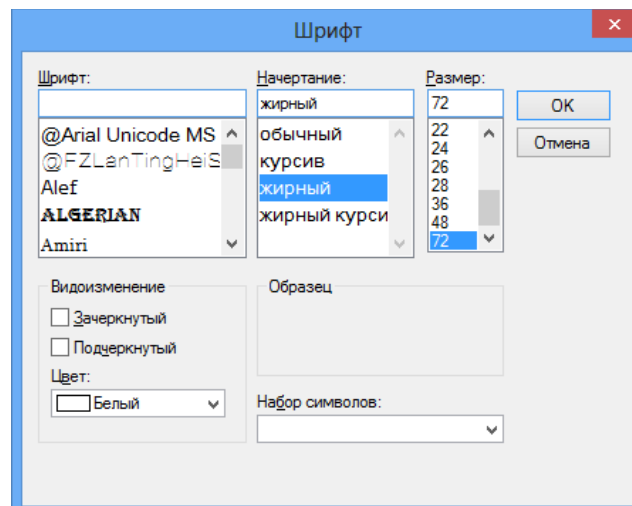 Шрифт
Шрифт:
Начертание:
Размер:
жирный
72
OK
Отмена
@Arial Unicode MS
@FZLanTingHeiS
Alef
ALGERIAN
Amiri
обычный
курсив
жирный
жирный курси
22
24
26
28
36
48
72
Видоизменение
Зачеркнутый
Подчеркнутый
Цвет:
Белый
Образец
Набор символов: